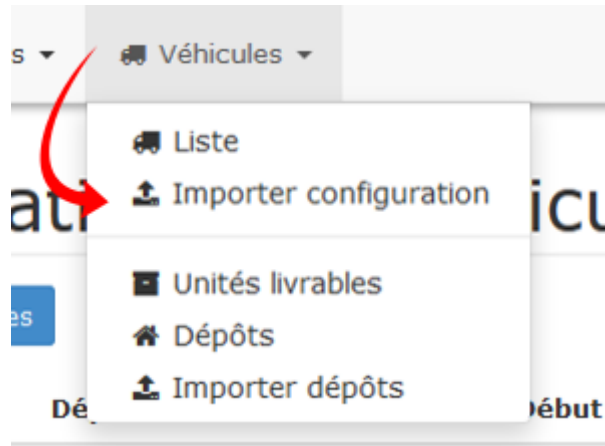 s Véhicules
Liste
Importer configuration
Unités livrables
es
Dépôts
Importer dépôts
Début